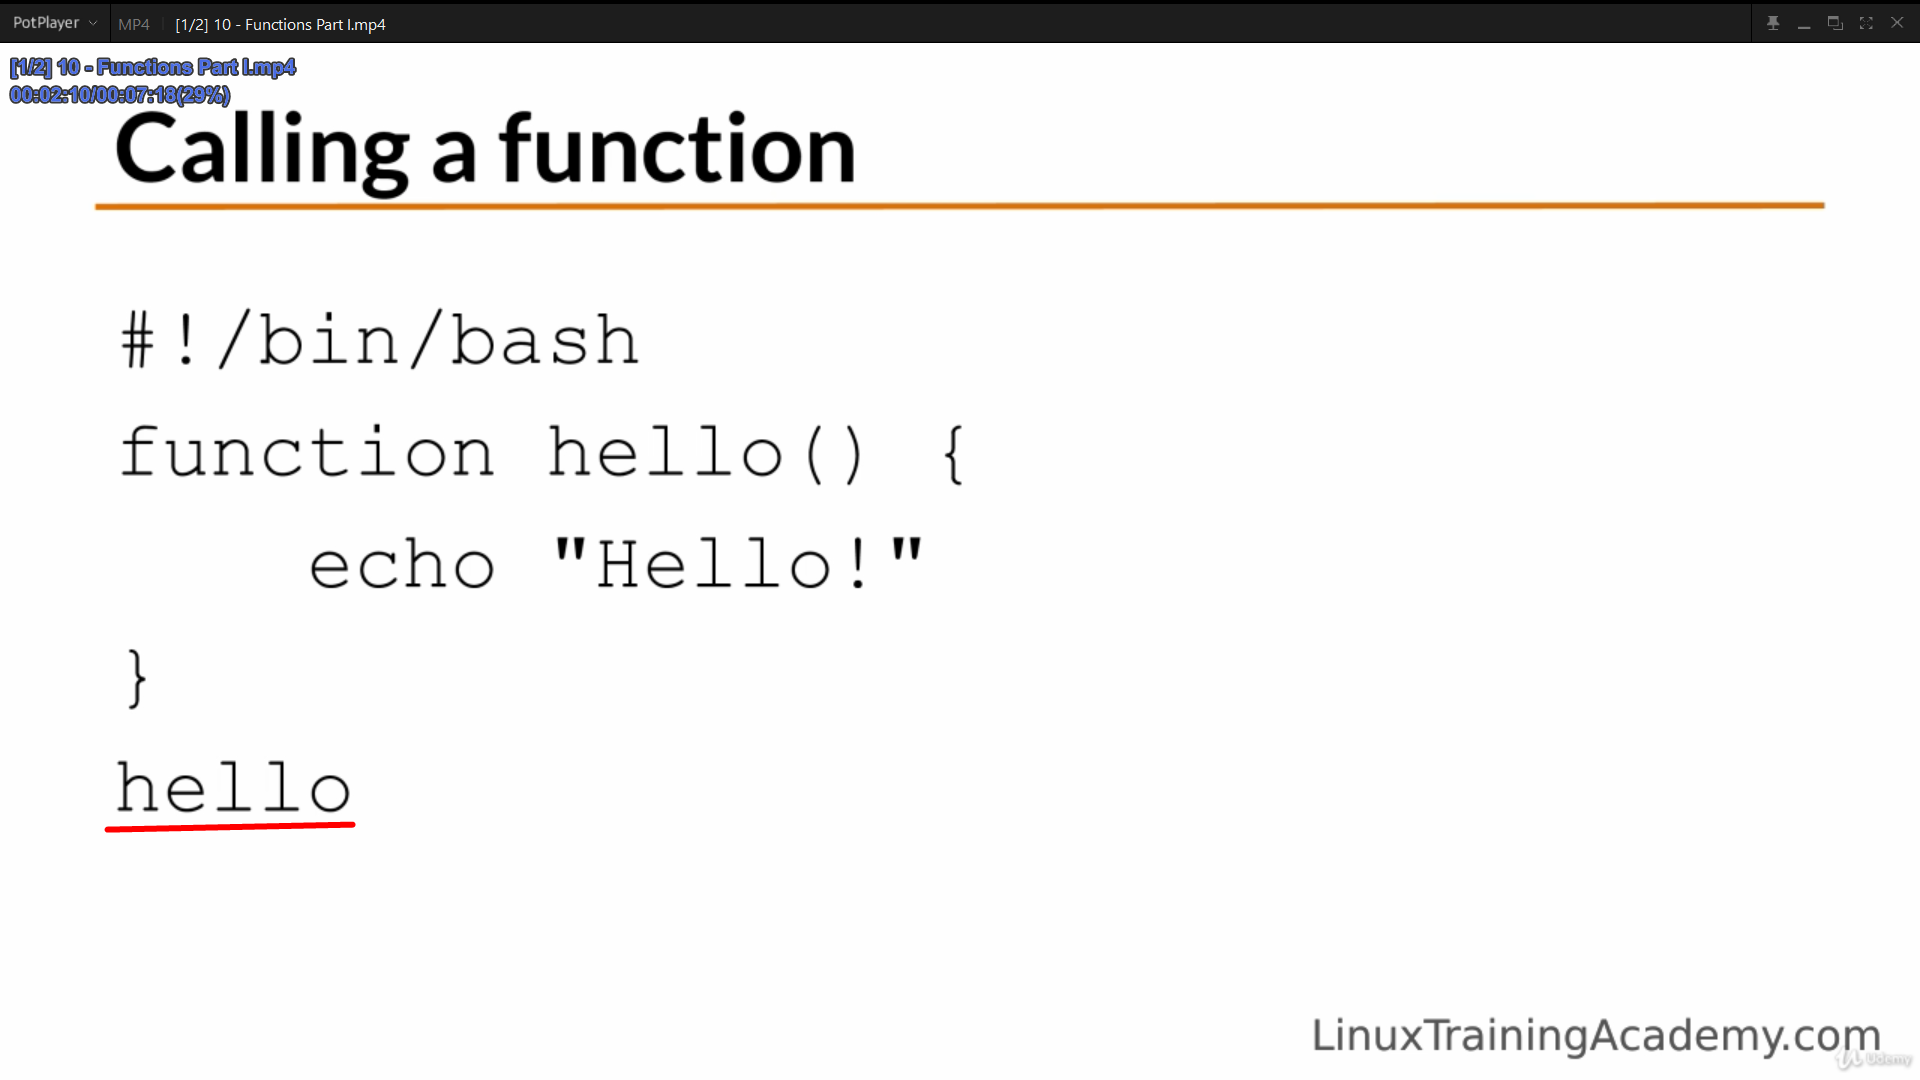 PotPlayer MP4 [1/2] 10 - Functions Part I.mp4
[1/2] 10 - Functions Part I.mp4
00:02:10/00:07:18(29%)
Calling a function
#!/bin/bash
function hello() {
    echo "Hello!"
}
hello
LinuxTrainingAcademy.com
Udemy